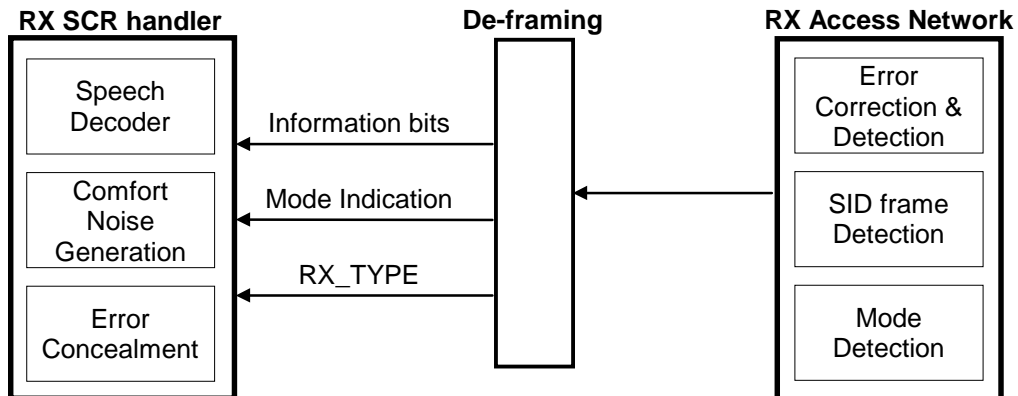 RX SCR handler
De-framing
RX Access Network
Speech
Decoder
Comfort
Noise
Generation
Error
Concealment
Information bits
Mode Indication
RX_TYPE
Error
Correction &
Detection
SID frame
Detection
Mode
Detection